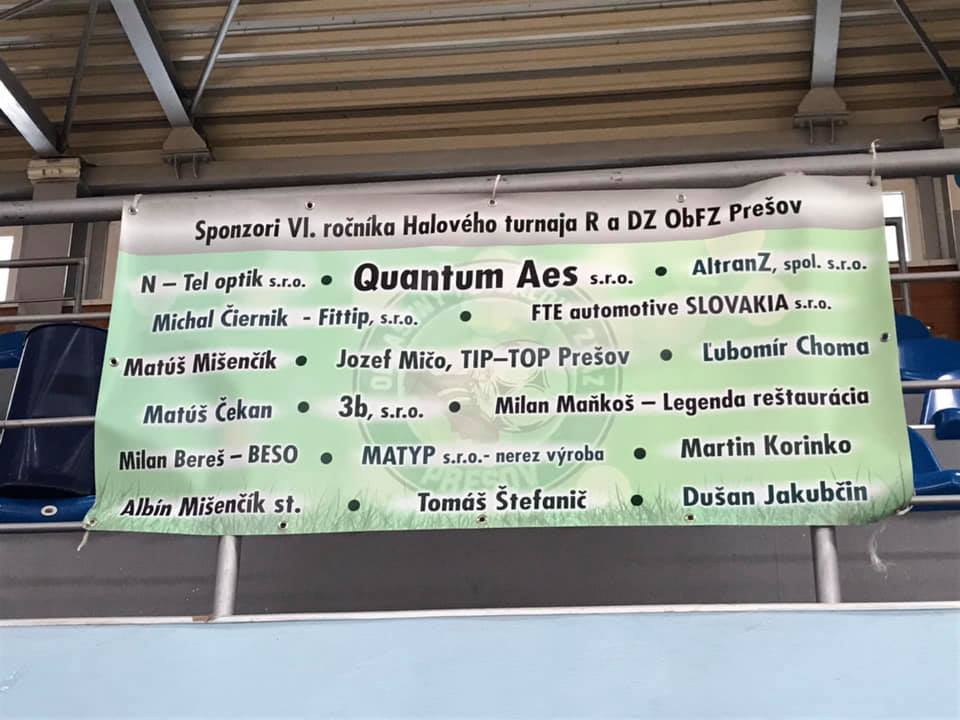 Sponzori VI. ročníka Halového turnaja R a DZ ObFZ Prešov
N – Tel optik s.r.o. • Quantum Aes s.r.o. • AltranZ, spol. s.r.o.
Michal Čiernik - Fittip, s.r.o. • FTE automotive SLOVAKIA s.r.o.
Matúš Mišenčík • Jozef Mičo, TIP–TOP Prešov • Ľubomír Choma
Matúš Čekan • 3b, s.r.o. • Milan Maňkoš – Legenda reštaurácia
Milan Bereš – BESO • MATYP s.r.o.- nerez výroba • Martin Korinko
Albín Mišenčík st. • Tomáš Štefanič • Dušan Jakubčin
PREŠOV